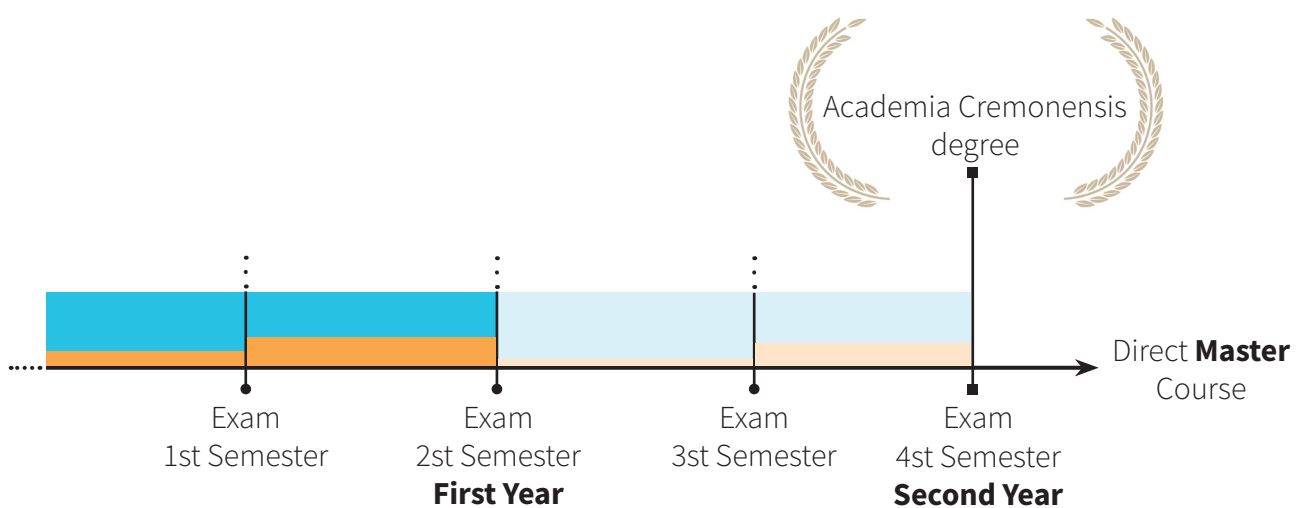 Academia Cremonensis
degree
Direct Master
Course
Exam
1st Semester
Exam
2st Semester
First Year
Exam
3st Semester
Exam
4st Semester
Second Year